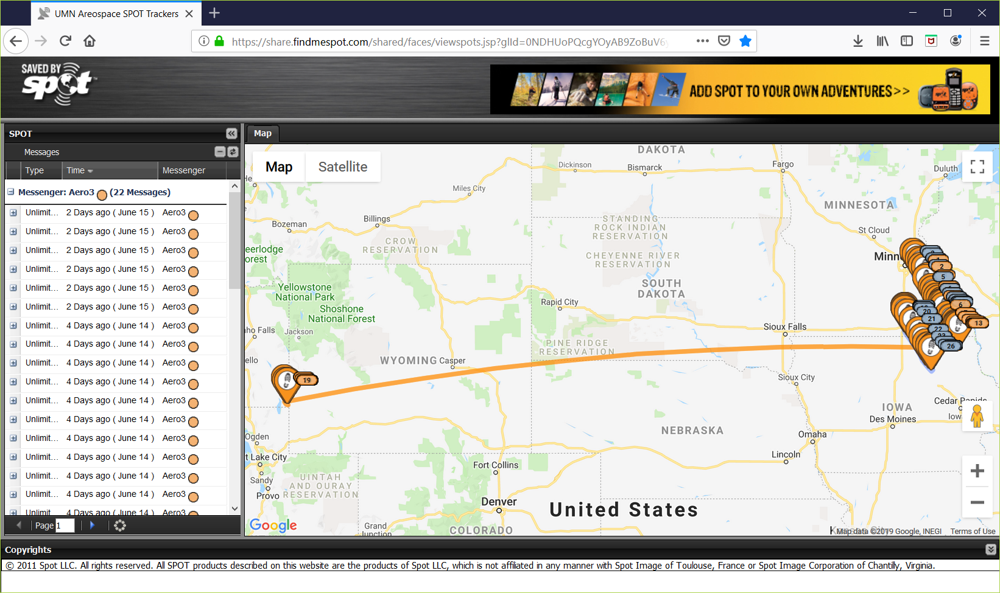 UMN Areospace SPOT Trackers
https://share.findmespot.com/shared/faces/viewspots.jsp?glId=0NDHUoPQcgYOyAB9ZoBuV6
SAVED BY
spot
ADD SPOT TO YOUR OWN ADVENTURES>>
SPOT
Messages
Type Time Messenger
Messenger: Aero3 (22 Messages)
Unlimit... 2 Days ago ( June 15 ) Aero3
Unlimit... 2 Days ago ( June 15 ) Aero3
Unlimit... 2 Days ago ( June 15 ) Aero3
Unlimit... 2 Days ago ( June 15 ) Aero3
Unlimit... 2 Days ago ( June 15 ) Aero3
Unlimit... 2 Days ago ( June 15 ) Aero3
Unlimit... 4 Days ago ( June 14 ) Aero3
Unlimit... 4 Days ago ( June 14 ) Aero3
Unlimit... 4 Days ago ( June 14 ) Aero3
Unlimit... 4 Days ago ( June 14 ) Aero3
Unlimit... 4 Days ago ( June 14 ) Aero3
Unlimit... 4 Days ago ( June 14 ) Aero3
Unlimit... 4 Days ago ( June 14 ) Aero3
Unlimit... 4 Days ago ( June 14 ) Aero3
Unlimit... 4 Days ago ( June 14 ) Aero3
Unlimit... 4 Days ago ( June 14 ) Aero3
Unlimit... 4 Days ago ( June 14 ) Aero3
Page 1
Map
Map Satellite
DAKOTA
Dickinson
Bismarck
Fargo
Duluth
He
Miles City
MINNESOTA
Billings
Bozeman
STANDING
ROCK INDIAN
RESERVATION
St Cloud
CROW
RESERVATION
eerlodge
orest
CHEYENNE RIVER
RESERVATION
Minn
2
5
6
13
20
21
22
23
26
Yellowstone
National Park
SOUTH
DAKOTA
Rapid City
Shoshone
National Forest
ho Falls
Jackson
Sioux Falls
PINE RIDGE
RESERVATION
ello
WYOMING
Casper
19
Sioux City
Cedar Rapids
IOWA
Iow
Des Moines
NEBRASKA
Omaha
Ogden
t Lake City
Lincoln
Fort Collins
Sandy
UINTAH
AND OURAY
RESERVATION
Provo
Denver
United States
Google
Grand
Junction
COLORADO
Map data ©2019 Google, INEGI
Terms of Use
Copyrights
© 2011 Spot LLC. All rights reserved. All SPOT products described on this website are the products of Spot LLC, which is not affiliated in any manner with Spot Image of Toulouse, France or Spot Image Corporation of Chantilly, Virginia.